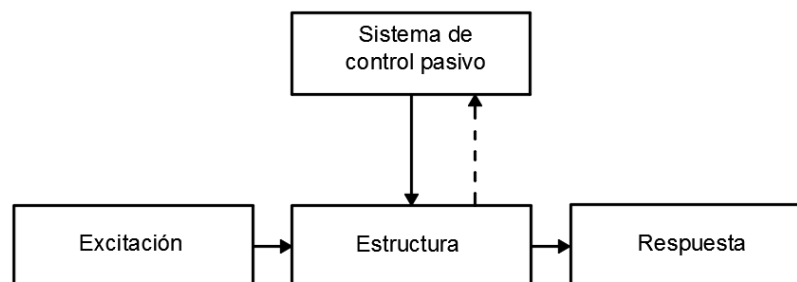 Sistema de
control pasivo
Excitación
Estructura
Respuesta